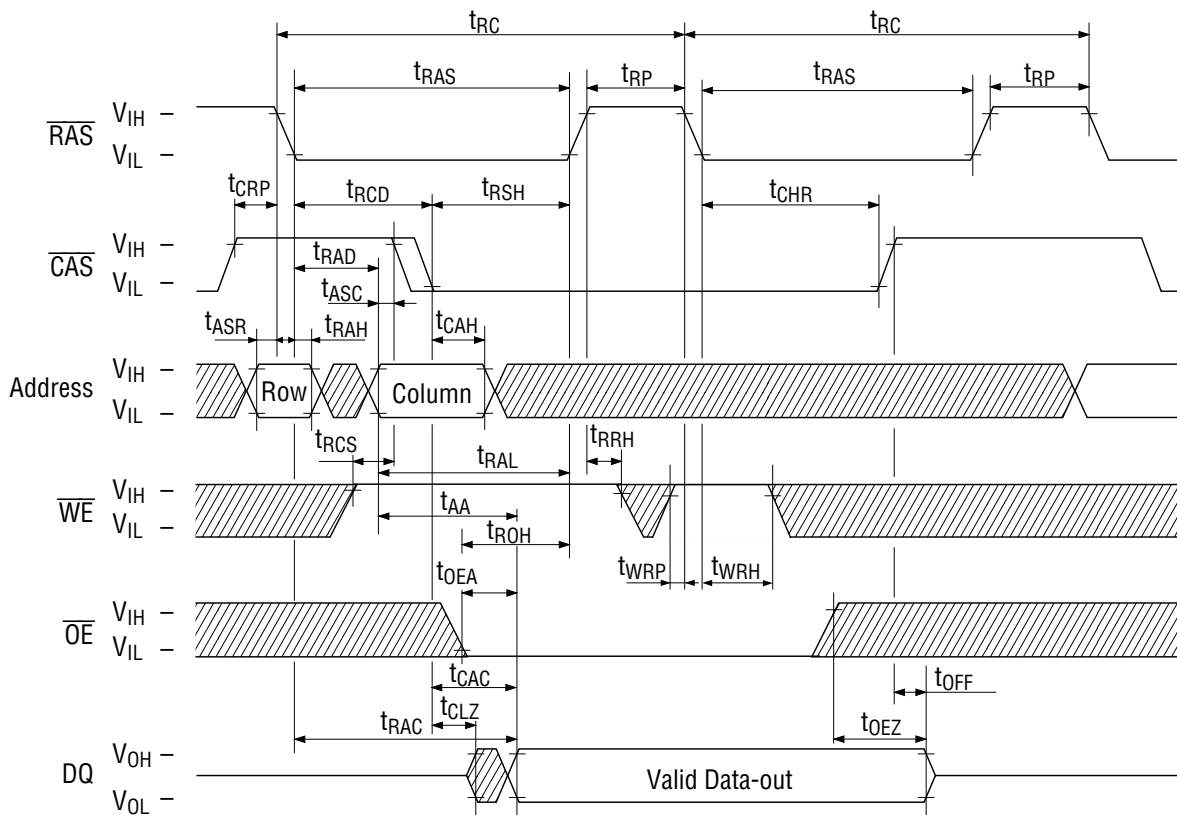 tRC tRC
tRAS tRP tRAS tRP
RAS VIH –
VIL –
tCRP tRCD tRSH tCHR
CAS VIH –
VIL –
tRAD
tASC
tASR tRAH tCAH
Address VIH –
VIL –
Row Column
tRCS tRAL tRRH
WE VIH –
VIL –
tAA
tROH
tWRP tWRH
tOEA
OE VIH –
VIL –
tCAC tOFF
tCLZ
tRAC tOEZ
DQ VOH –
VOL –
Valid Data-out